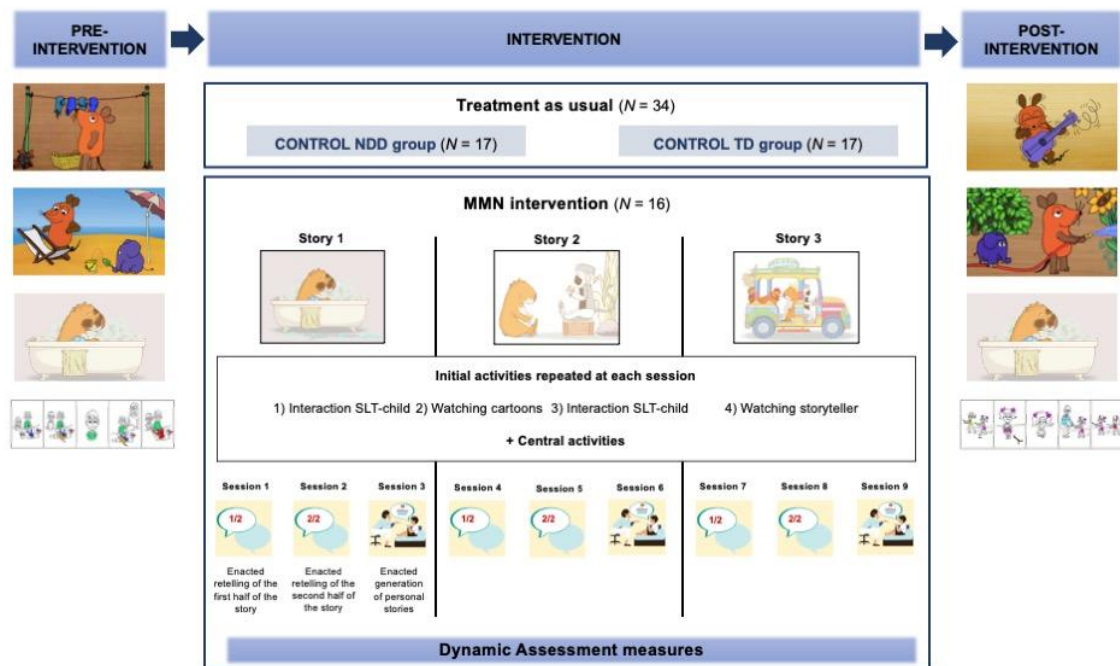 PRE-
INTERVENTION
INTERVENTION
POST-
INTERVENTION
Treatment as usual (N = 34)
CONTROL NDD group (N = 17)
CONTROL TD group (N = 17)
MMN intervention (N = 16)
Story 1
Story 2
Story 3
Initial activities repeated at each session
1) Interaction SLT-child 2) Watching cartoons 3) Interaction SLT-child 4) Watching storyteller
+ Central activities
Session 1
Session 2
Session 3
Session 4
Session 5
Session 6
Session 7
Session 8
Session 9
1/2
2/2
1/2
2/2
1/2
2/2
Enacted
retelling of the
first half of the
story
Enacted
retelling of the
second half of
the story
Enacted
generation
of personal
stories
Dynamic Assessment measures